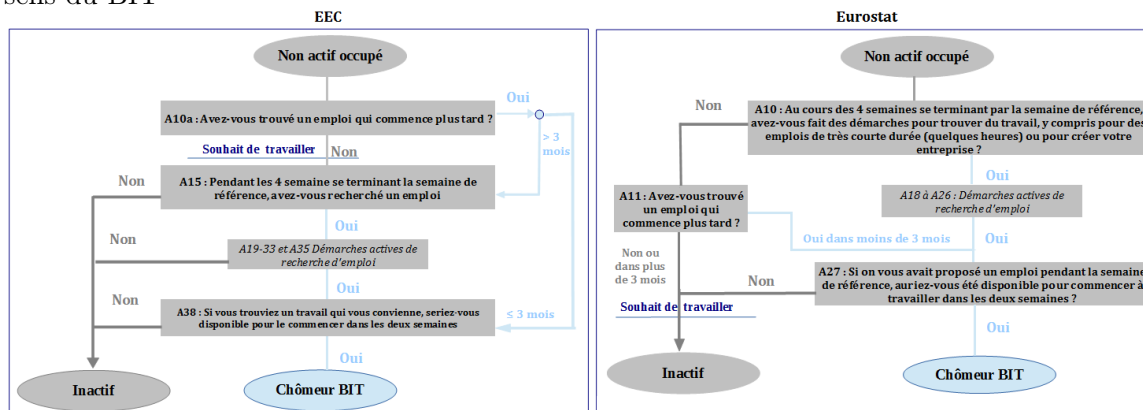 sens du BIT
EEC
Non actif occupé
Oui
A10a : Avez-vous trouvé un emploi qui commence plus tard ?
> 3
mois
Souhait de travailler
Non
Non
A15 : Pendant les 4 semaine se terminant la semaine de
référence, avez-vous recherché un emploi
Oui
Non
A19-33 et A35 Démarches actives de
recherche d'emploi
Oui
Non
A38 : Si vous trouviez un travail qui vous convienne, seriez-vous
disponible pour le commencer dans les deux semaines
≤ 3 mois
Oui
Inactif
Chômeur BIT
Eurostat
Non actif occupé
Non
A10 : Au cours des 4 semaines se terminant par la semaine de référence,
avez-vous fait des démarches pour trouver du travail, y compris pour des
emplois de très courte durée (quelques heures) ou pour créer votre
entreprise ?
Oui
A11 : Avez-vous trouvé
un emploi qui
commence plus tard ?
A18 à A26 : Démarches actives de
recherche d'emploi
Oui dans moins de 3 mois
Oui
Non ou
dans plus
de 3 mois
Non
A27 : Si on vous avait proposé un emploi pendant la semaine
de référence, auriez-vous été disponible pour commencer à
travailler dans les deux semaines ?
Souhait de travailler
Oui
Inactif
Chômeur BIT